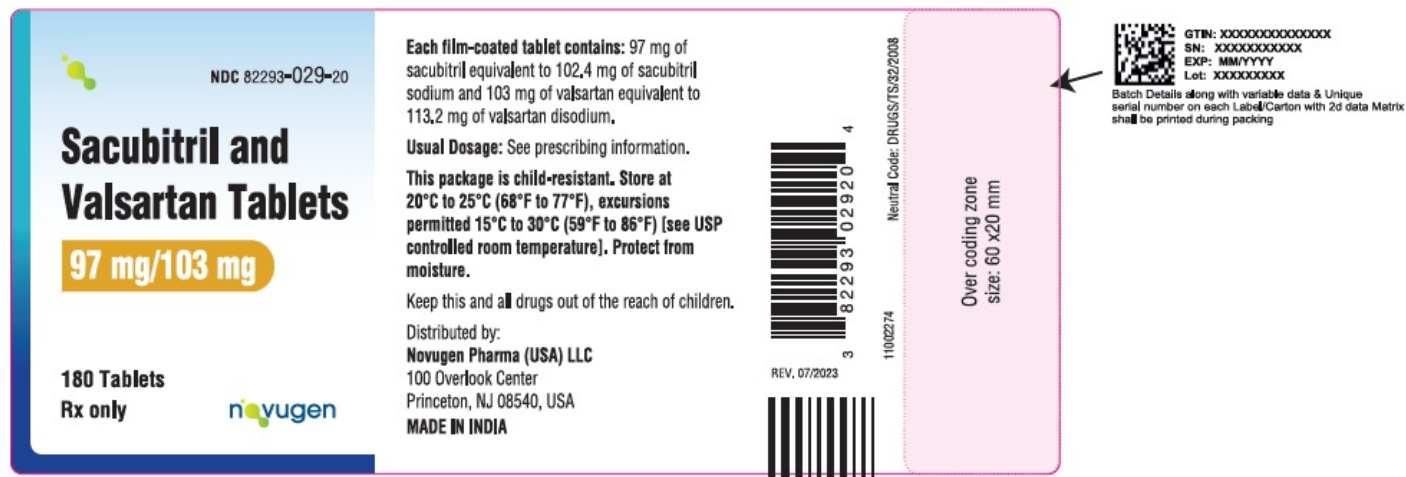 NDC 82293-029-20
Sacubitril and
Valsartan Tablets
97 mg/103 mg
180 Tablets
Rx only
novugen
Each film-coated tablet contains: 97 mg of
sacubitril equivalent to 102.4 mg of sacubitril
sodium and 103 mg of valsartan equivalent to
113.2 mg of valsartan disodium.
Usual Dosage: See prescribing information.
This package is child-resistant. Store at
20°C to 25°C (68°F to 77°F), excursions
permitted 15°C to 30°C (59°F to 86°F) [see USP
controlled room temperature]. Protect from
moisture.
Keep this and all drugs out of the reach of children.
Distributed by:
Novugen Pharma (USA) LLC
100 Overlook Center
Princeton, NJ 08540, USA
MADE IN INDIA
3 82293 02920 4
REV. 07/2023
Neutral Code: DRUGS/TS/32/2008
11002274
Over coding zone
size: 60 x20 mm
GTIN: XXXXXXXXXXXXXX
SN: XXXXXXXXXXX
EXP: MM/YYYY
Lot: XXXXXXXXX
Batch Details along with variable data & Unique
serial number on each Label/Carton with 2d data Matrix
shall be printed during packing